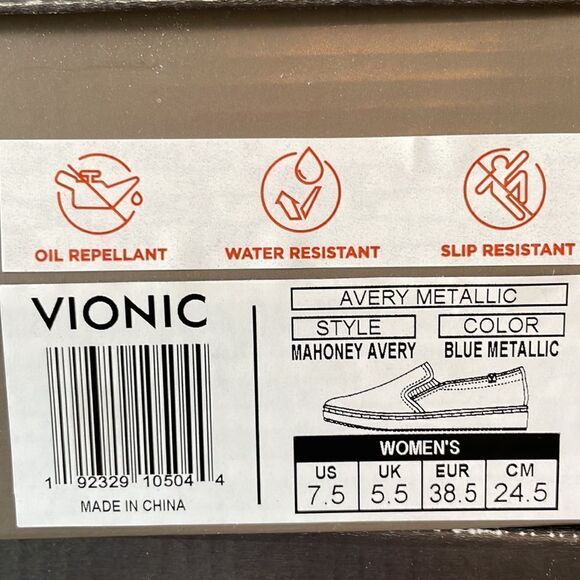 OIL REPELLANT
WATER RESISTANT
SLIP RESISTANT
VIONIC
1 92329 10504 4
MADE IN CHINA
AVERY METALLIC
STYLE COLOR
MAHONEY AVERY BLUE METALLIC
WOMEN'S
US UK EUR CM
7.5 5.5 38.5 24.5